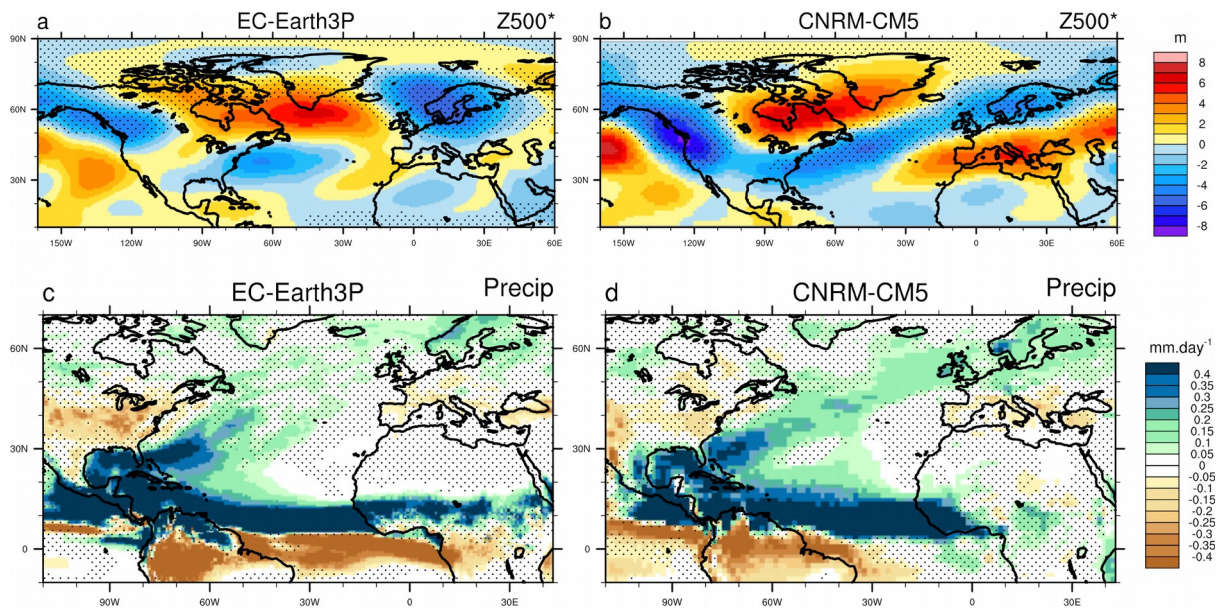 a EC-Earth3P Z500*
90N
60N
30N
150W 120W 90W 60W 30W 0 30E 60E
b CNRM-CM5 Z500*
90N
60N
30N
150W 120W 90W 60W 30W 0 30E 60E
m
8
6
4
2
0
-2
-4
-6
-8
c EC-Earth3P Precip
60N
30N
0
90W 60W 30W 0 30E
d CNRM-CM5 Precip
60N
30N
0
90W 60W 30W 0 30E
mm.day⁻¹
0.4
0.35
0.3
0.25
0.2
0.15
0.1
0.05
0
-0.05
-0.1
-0.15
-0.2
-0.25
-0.3
-0.35
-0.4